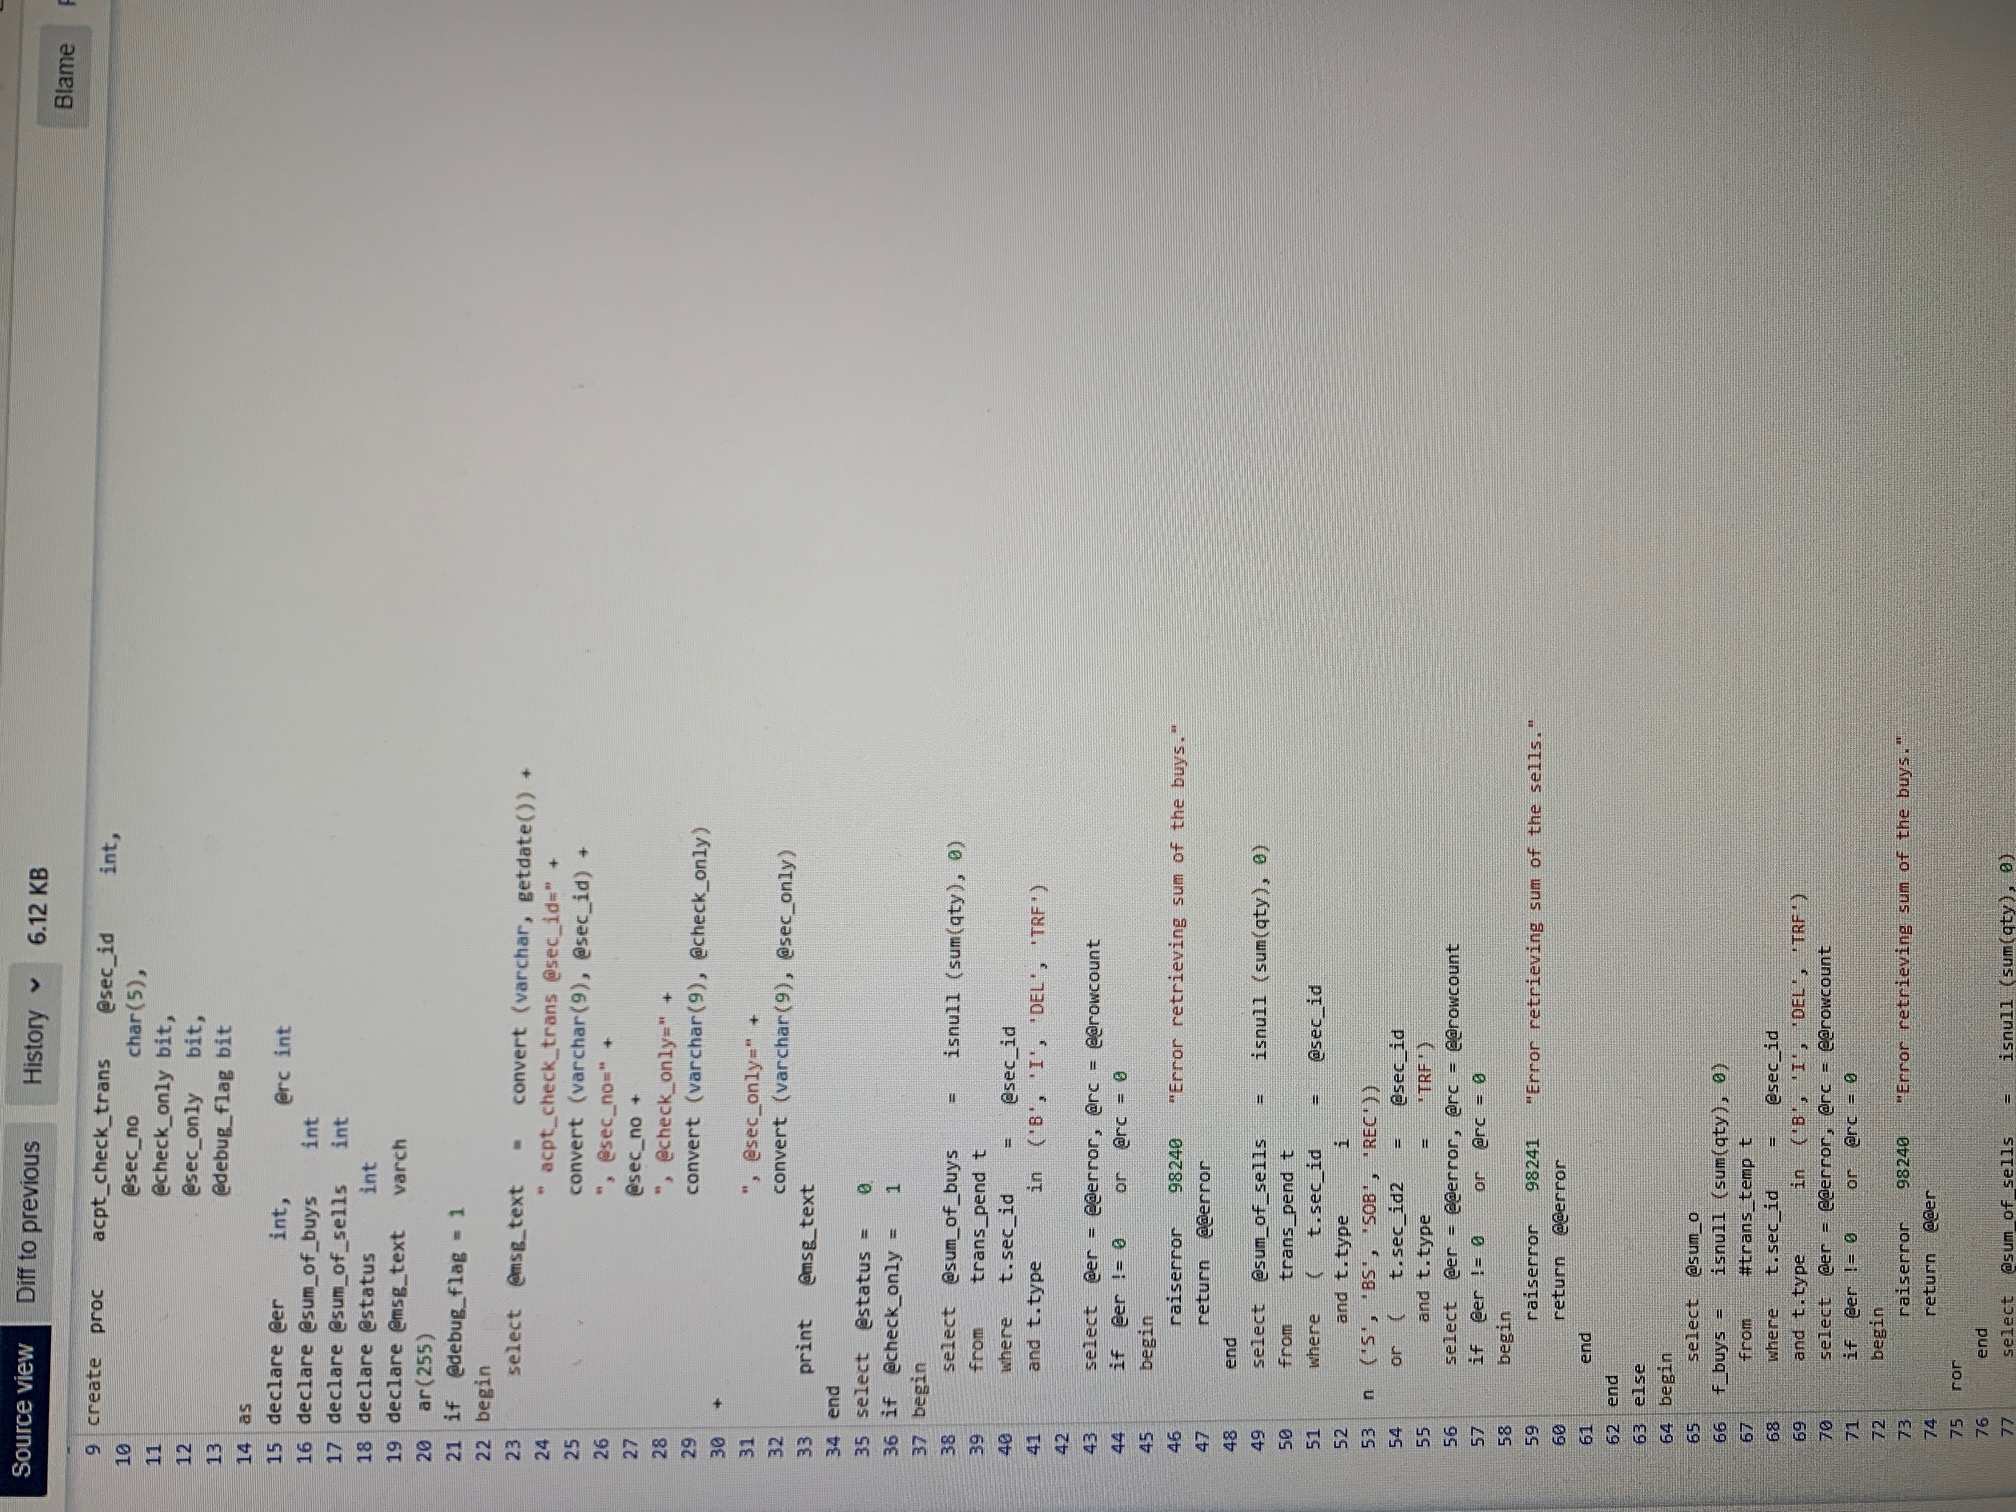 Source view Diff to previous History 6.12 KB Blame
9 create proc acpt_check_trans @sec_id int,
10 @sec_no char(5),
11 @check_only bit,
12 @sec_only bit,
13 @debug_flag bit
14 as
15 declare @er int, @rc int
16 declare @sum_of_buys int
17 declare @sum_of_sells int
18 declare @status int
19 declare @msg_text varch
20 ar(255)
21 if @debug_flag = 1
22 begin
23 select @msg_text = convert (varchar, getdate()) +
24 " acpt_check_trans @sec_id=" +
25 convert (varchar(9), @sec_id) +
26 ", @sec_no=" +
27 @sec_no +
28 ", @check_only=" +
29 convert (varchar(9), @check_only)
30 +
31 ", @sec_only=" +
32 convert (varchar(9), @sec_only)
33 print @msg_text
34 end
35 select @status = 0
36 if @check_only = 1
37 begin
38 select @sum_of_buys = isnull (sum(qty), 0)
39 from trans_pend t
40 where t.sec_id = @sec_id
41 and t.type in ('B', 'I', 'DEL', 'TRF')
42
43 select @er = @@error, @rc = @@rowcount
44 if @er != 0 or @rc = 0
45 begin
46 raiserror 98240 "Error retrieving sum of the buys."
47 return @@error
48 end
49 select @sum_of_sells = isnull (sum(qty), 0)
50 from trans_pend t
51 where ( t.sec_id = @sec_id
52 and t.type i
53 n ('S', 'BS', 'SOB', 'REC'))
54 or ( t.sec_id2 = @sec_id
55 and t.type = 'TRF')
56 select @er = @@error, @rc = @@rowcount
57 if @er != 0 or @rc = 0
58 begin
59 raiserror 98241 "Error retrieving sum of the sells."
60 return @@error
61 end
62 end
63 else
64 begin
65 select @sum_o
66 f_buys = isnull (sum(qty), 0)
67 from #trans_temp t
68 where t.sec_id = @sec_id
69 and t.type in ('B', 'I', 'DEL', 'TRF')
70 select @er = @@error, @rc = @@rowcount
71 if @er != 0 or @rc = 0
72 begin
73 raiserror 98240 "Error retrieving sum of the buys."
74 return @@er
75 ror
76 end
77 select @sum_of_sells = isnull (sum(qty), 0)